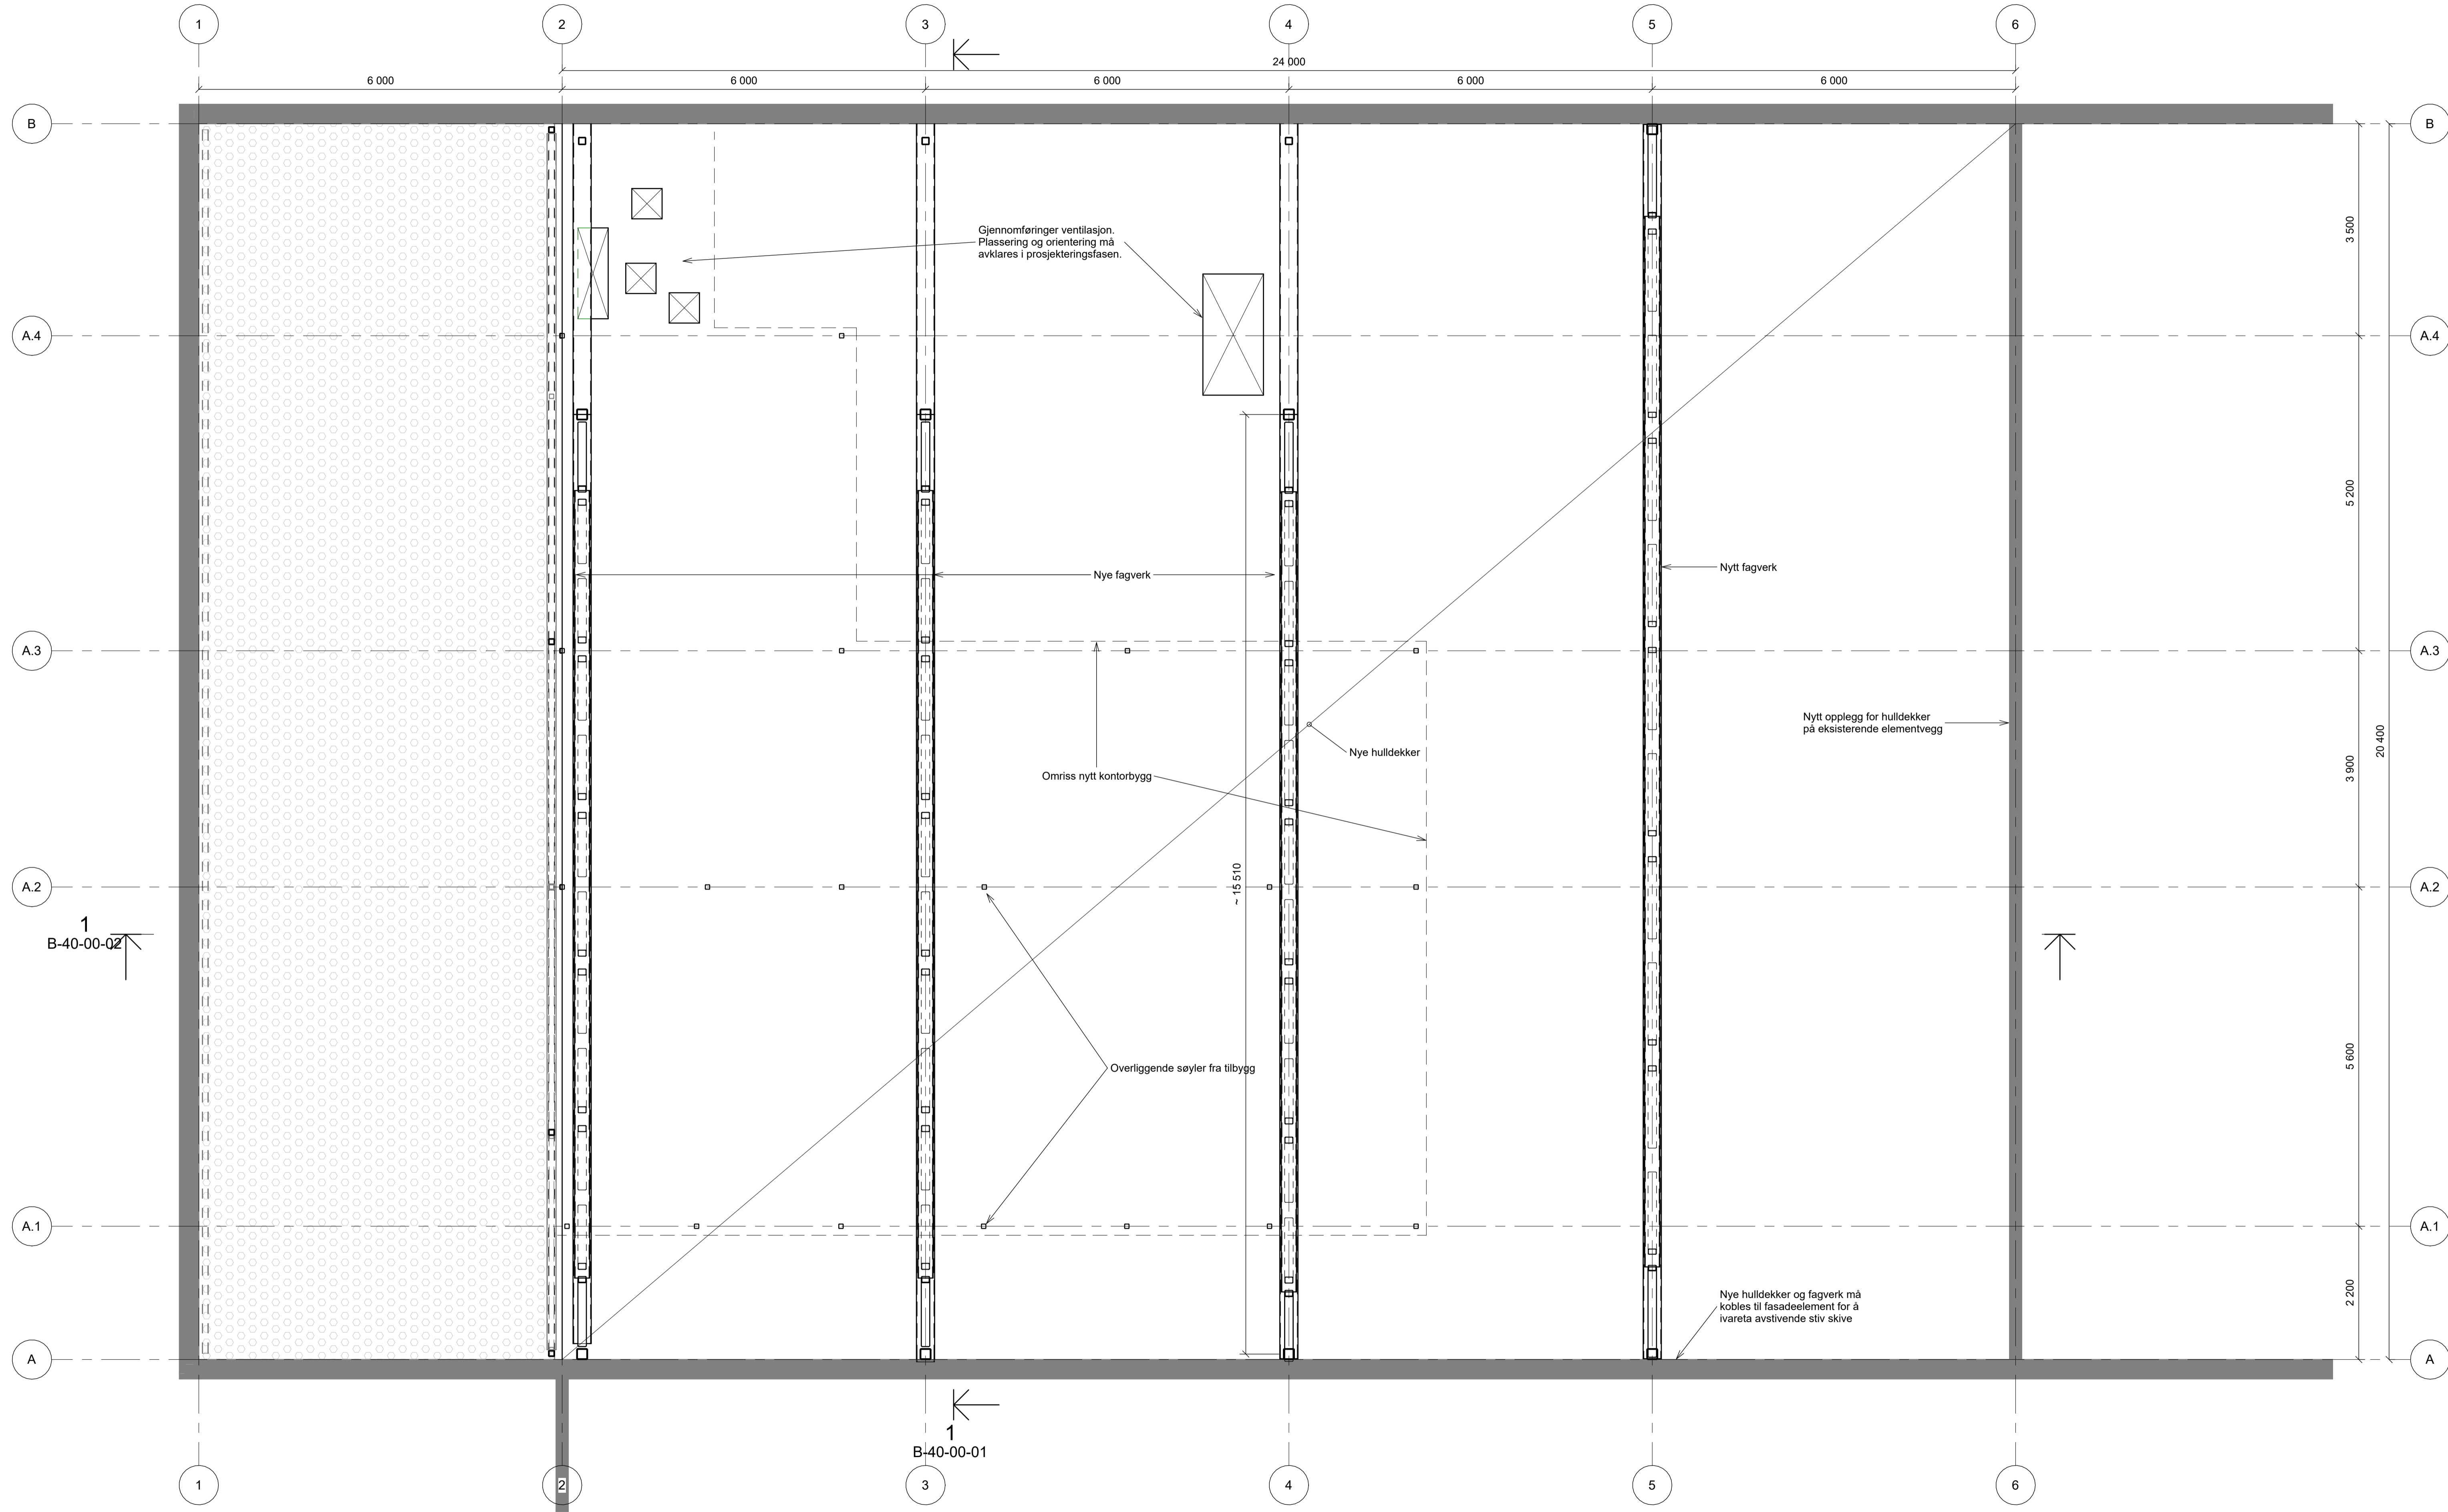 1
2
3
4
5
6
24 000
6 000
6 000
6 000
6 000
6 000
B
B
Gjennomføringer ventilasjon.
Plassering og orientering må
avklares i prosjekteringsfasen.
3 500
A.4
A.4
5 200
Nytt fagverk
Nye fagverk
A.3
A.3
Nytt opplegg for hulldekker
på eksisterende elementvegg
20 400
Nye hulldekker
3 900
Omriss nytt kontorbygg
~ 15 510
A.2
A.2
1
B-40-00-02
5 600
Overliggende søyler fra tilbygg
A.1
A.1
Nye hulldekker og fagverk må
kobles til fasadeelement for å
ivareta avstivende stiv skive
2 200
A
A
1
B-40-00-01
1
2
3
4
5
6